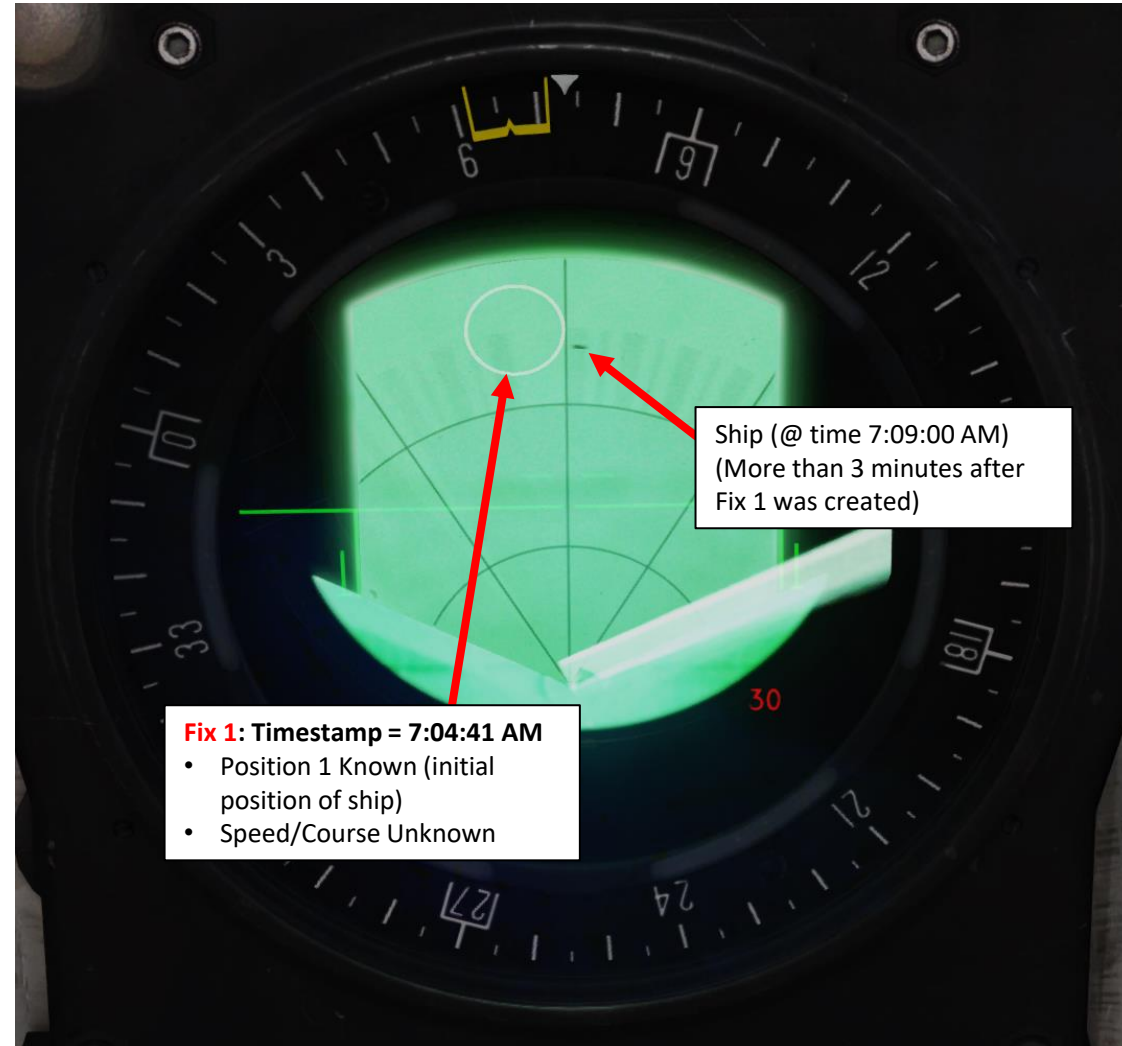 6
9
3
12
0
Ship (@ time 7:09:00 AM)
(More than 3 minutes after
Fix 1 was created)
33
18
30
Fix 1: Timestamp = 7:04:41 AM
• Position 1 Known (initial
position of ship)
• Speed/Course Unknown
21
27
24